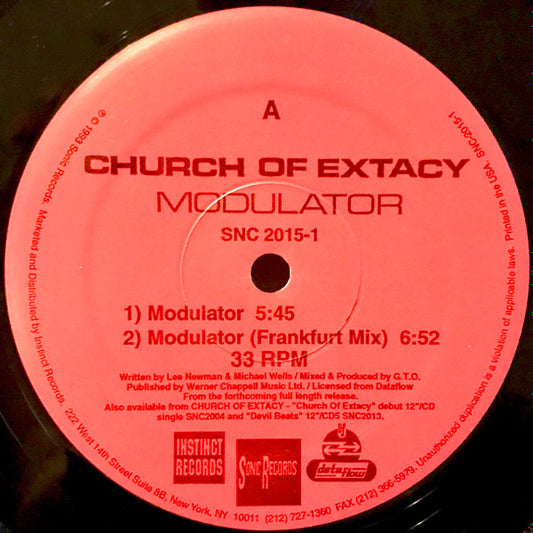 A
CHURCH OF EXTACY
MODULATOR
SNC 2015-1
1) Modulator 5:45
2) Modulator (Frankfurt Mix) 6:52
33 RPM
Written by Lee Newman & Michael Wells / Mixed & Produced by G.T.O.
Published by Warner Chappell Music Ltd. / Licensed from Dataflow
From the forthcoming full length release.
Also available from CHURCH OF EXTACY - "Church Of Extacy" debut 12"/CD
single SNC2004 and "Devil Beats" 12"/CD5 SNC2013.
INSTINCT
RECORDS
SONIC RECORDS
data
flow
℗ © 1993 Sonic Records. Marketed and Distributed by Instinct Records, 222 West 14th Street Suite 8B, New York, NY 10011 (212) 727-1360 FAX (212) 366-5979. Unauthorized duplication is a violation of applicable laws. Printed in the USA. SNC-2015-1